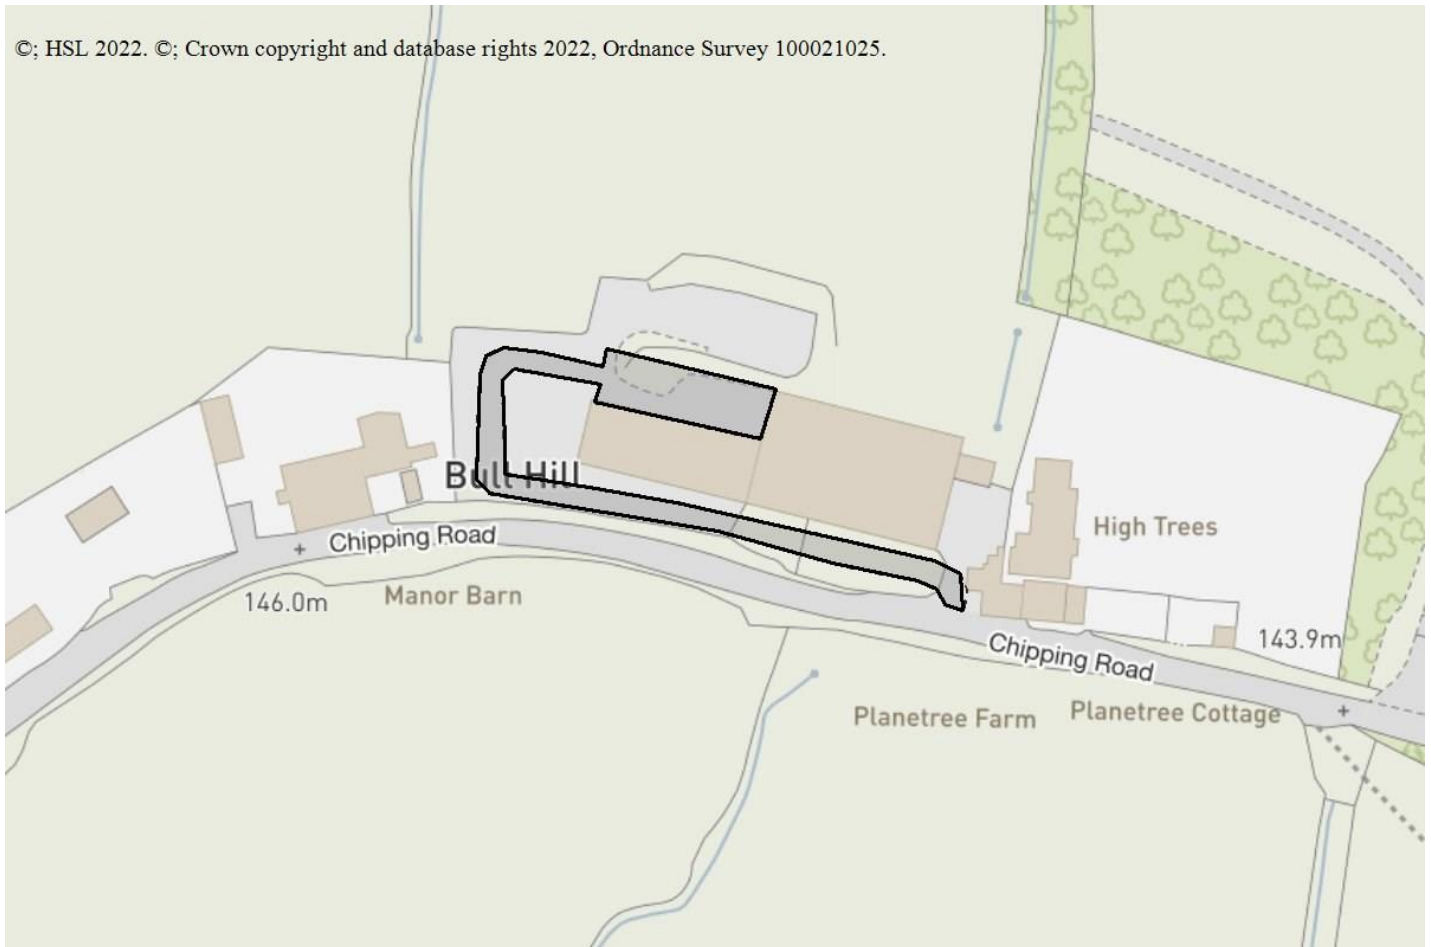 ©; HSL 2022. ©; Crown copyright and database rights 2022, Ordnance Survey 100021025.
Bull Hill
High Trees
Chipping Road
Manor Barn
146.0m
Chipping Road
143.9m
Planetree Farm
Planetree Cottage